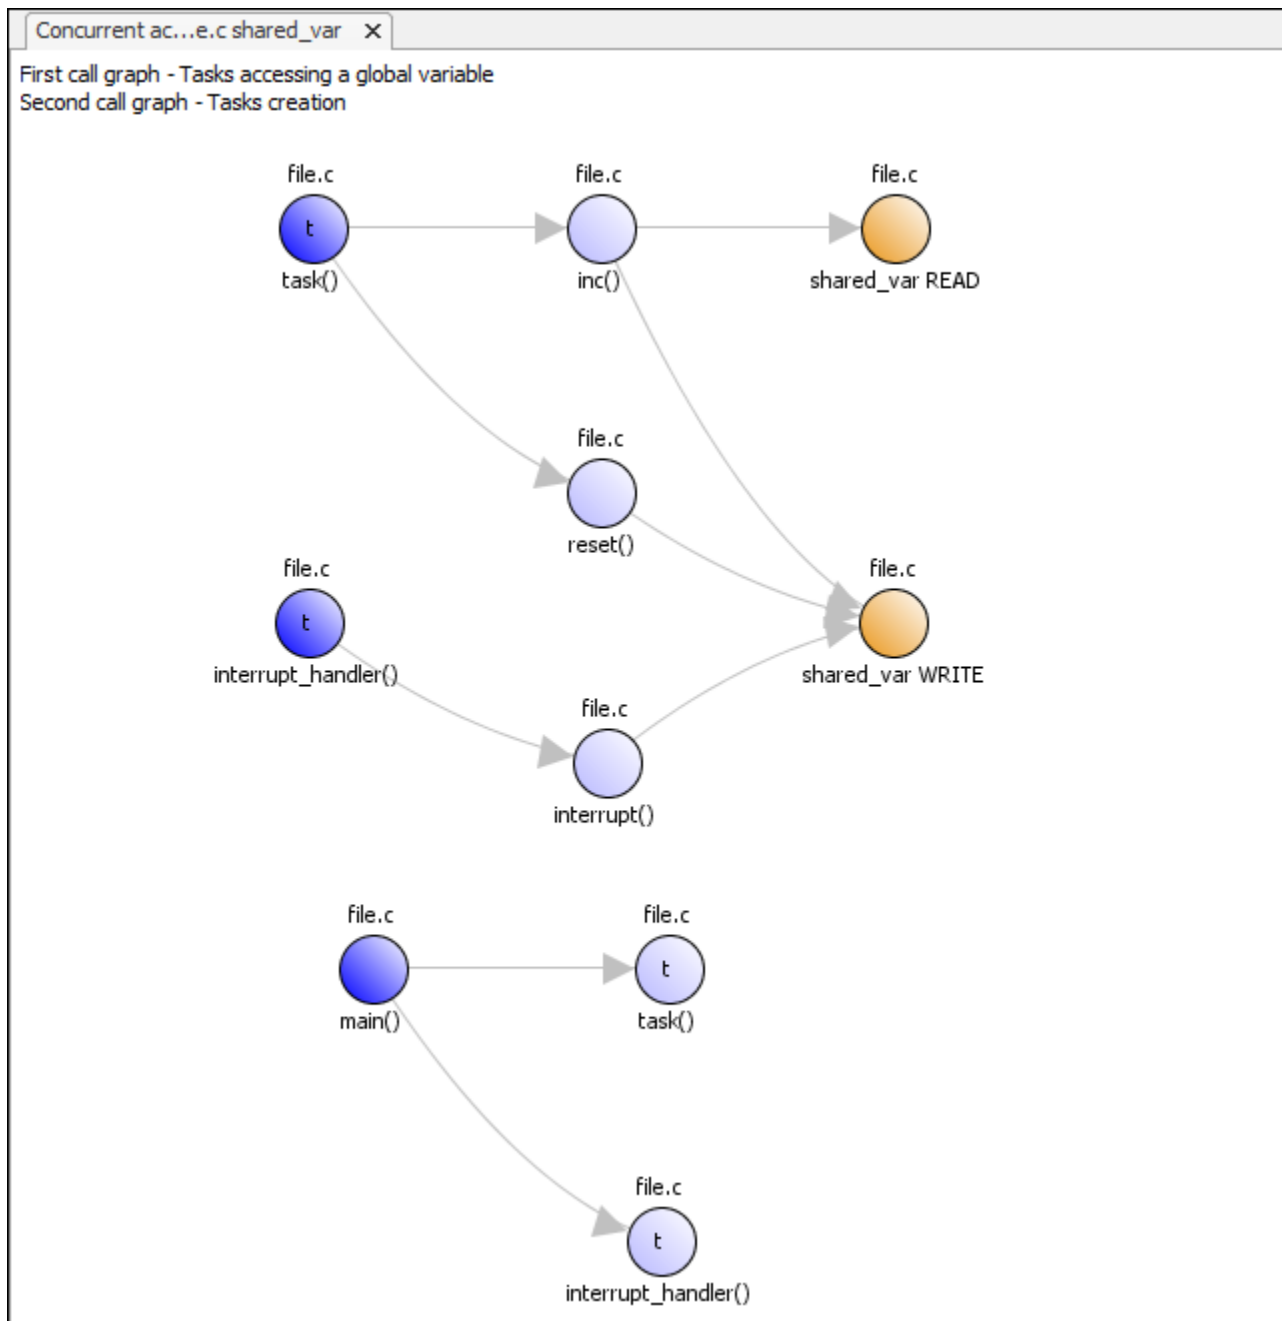 Concurrent ac...e.c shared_var X
First call graph - Tasks accessing a global variable
Second call graph - Tasks creation
file.c file.c file.c
t
task() inc() shared_var READ
file.c
reset()
file.c file.c
t
interrupt_handler() shared_var WRITE
file.c
interrupt()
file.c file.c
t
main() task()
file.c
t
interrupt_handler()